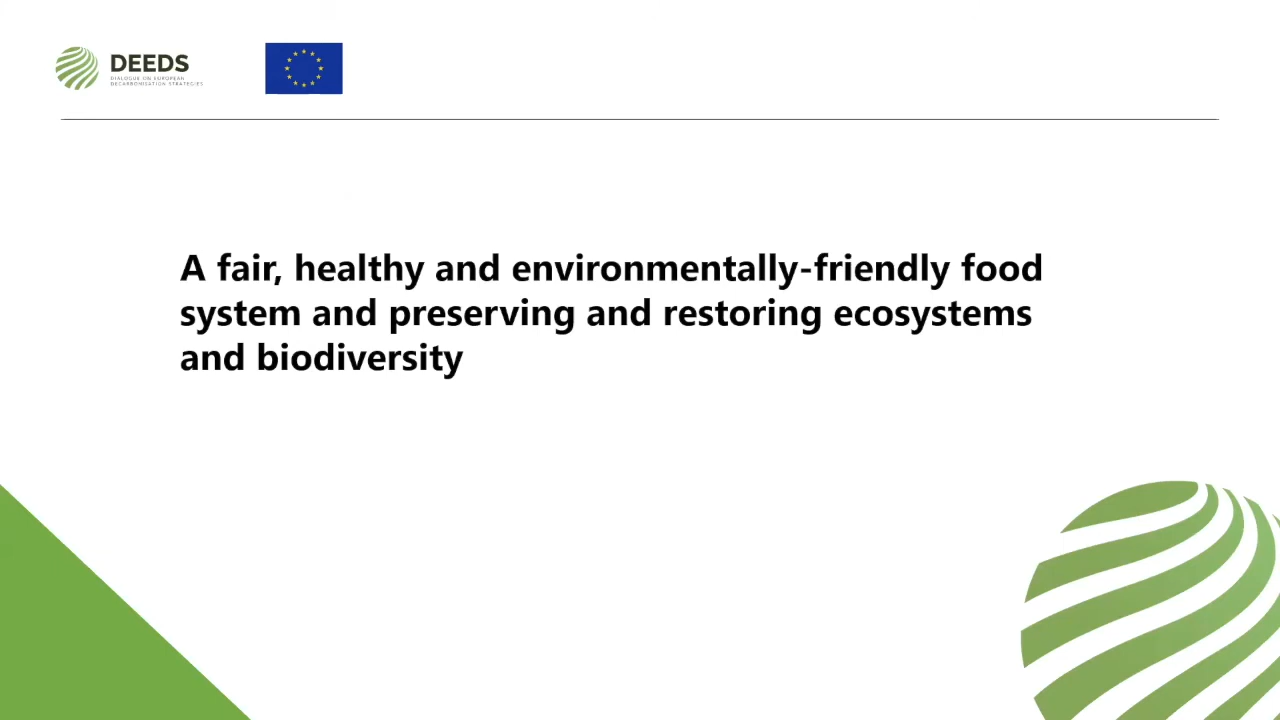 DEEDS
DIALOGUE ON EUROPEAN
DECARBONISATION STRATEGIES
A fair, healthy and environmentally-friendly food
system and preserving and restoring ecosystems
and biodiversity